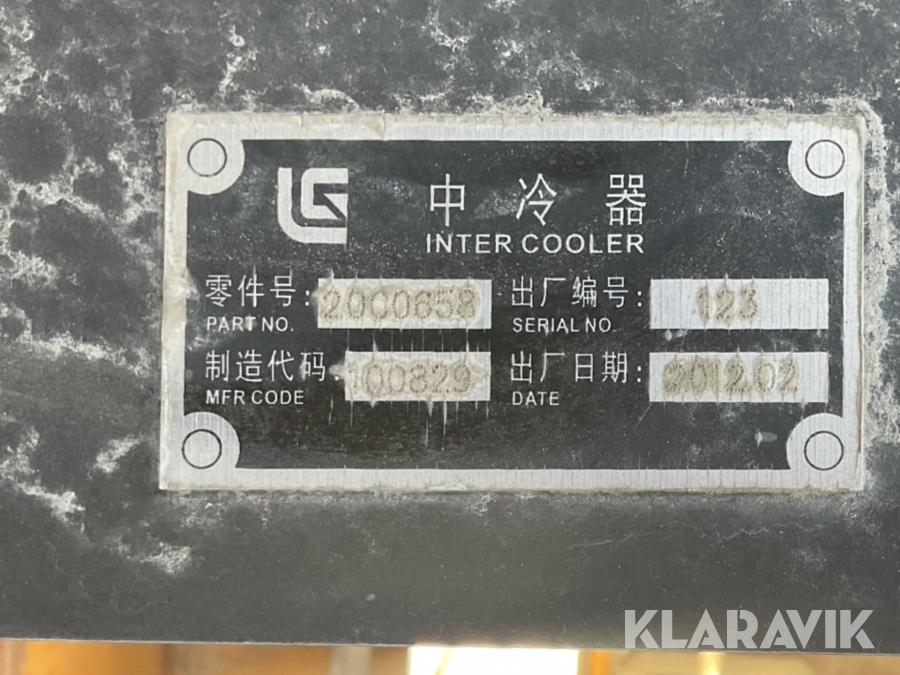 LG 中冷器
INTER COOLER
零件号: 20C0658 出厂编号: 123
PART NO. SERIAL NO.
制造代码: 100829 出厂日期: 2012.02
MFR CODE DATE
KLARAVIK